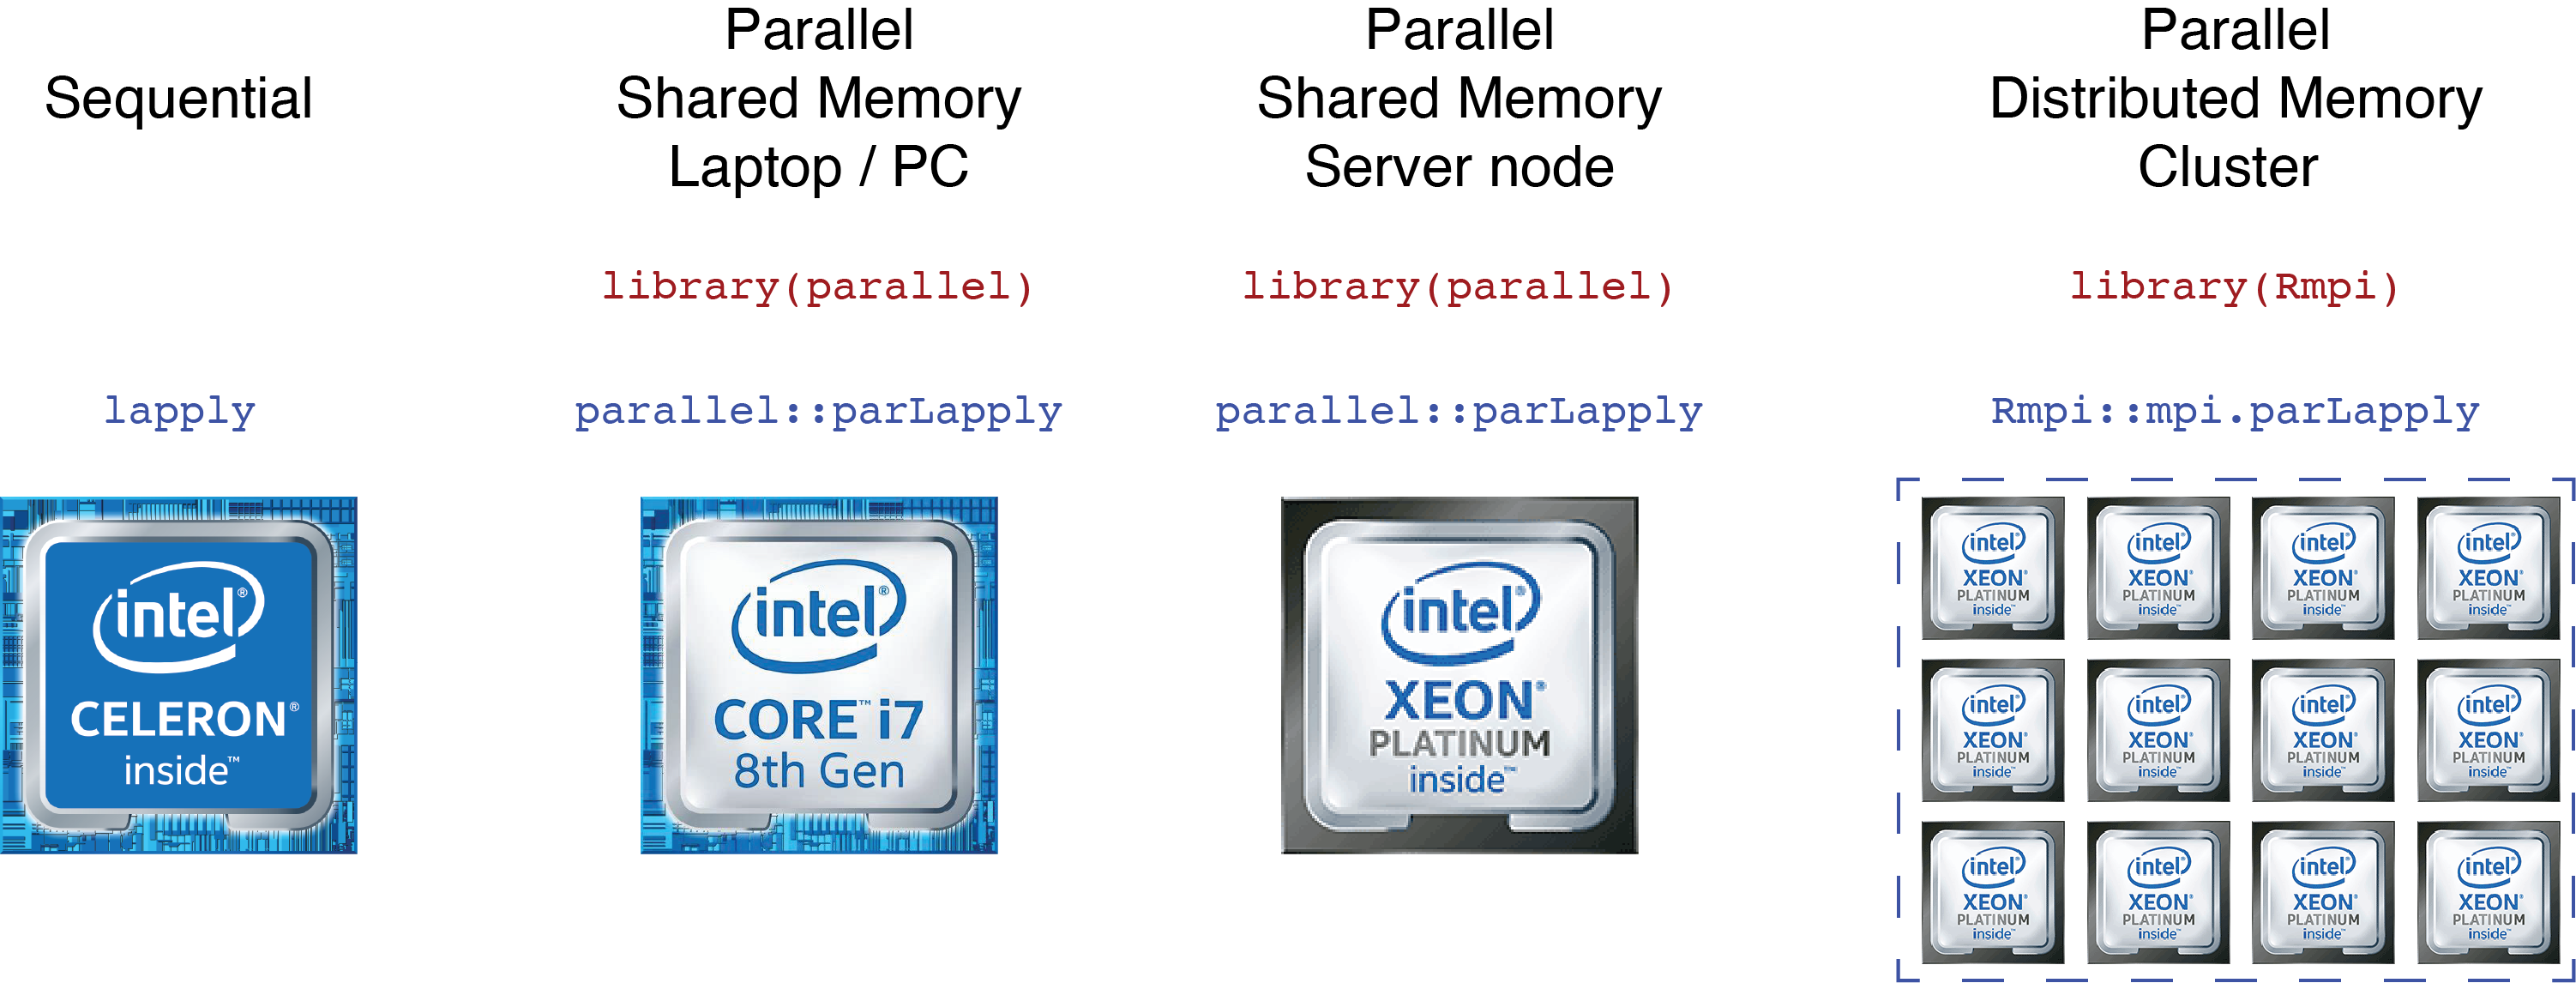 Sequential
Parallel
Shared Memory
Laptop / PC
Parallel
Shared Memory
Server node
Parallel
Distributed Memory
Cluster
library(parallel)
library(parallel)
library(Rmpi)
lapply
parallel::parLapply
parallel::parLapply
Rmpi::mpi.parLapply
intel®
CELERON®
inside™
intel®
CORE™ i7
8th Gen
intel®
XEON®
PLATINUM
inside™
intel®
XEON®
PLATINUM
inside™
intel®
XEON®
PLATINUM
inside™
intel®
XEON®
PLATINUM
inside™
intel®
XEON®
PLATINUM
inside™
intel®
XEON®
PLATINUM
inside™
intel®
XEON®
PLATINUM
inside™
intel®
XEON®
PLATINUM
inside™
intel®
XEON®
PLATINUM
inside™
intel®
XEON®
PLATINUM
inside™
intel®
XEON®
PLATINUM
inside™
intel®
XEON®
PLATINUM
inside™
intel®
XEON®
PLATINUM
inside™